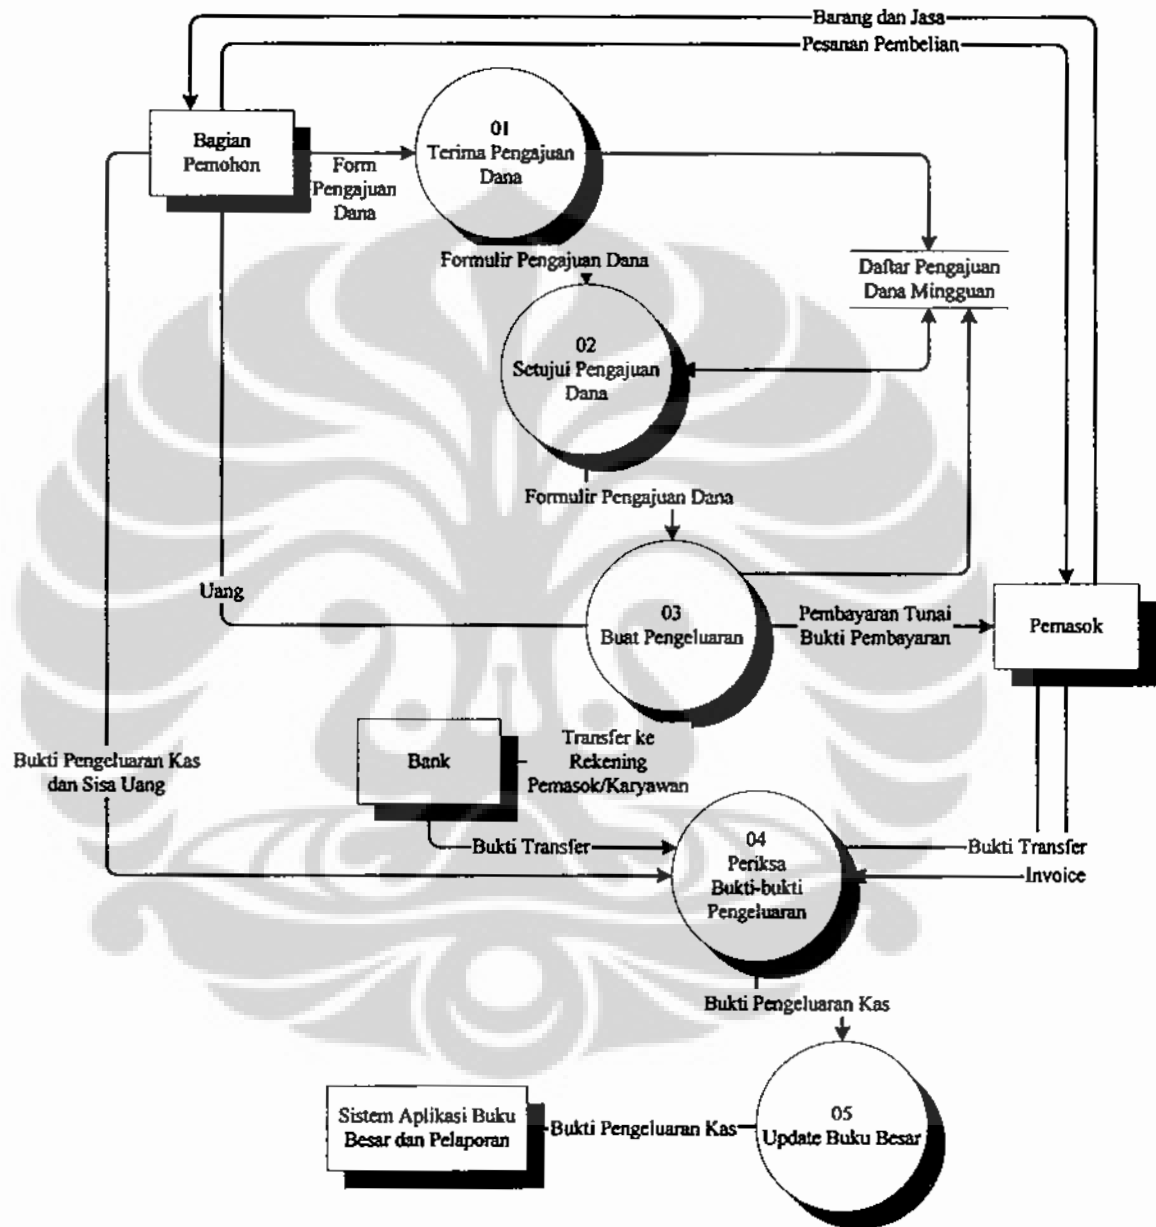 Barang dan Jasa
Pesanan Pembelian
Bagian
Pemohon
Form
Pengajuan
Dana
01
Terima Pengajuan
Dana
Formulir Pengajuan Dana
Daftar Pengajuan
Dana Mingguan
02
Setujui Pengajuan
Dana
Formulir Pengajuan Dana
Uang
03
Buat Pengeluaran
Pembayaran Tunai
Bukti Pembayaran
Pemasok
Bank
Transfer ke
Rekening
Pemasok/Karyawan
Bukti Pengeluaran Kas
dan Sisa Uang
Bukti Transfer
04
Periksa
Bukti-bukti
Pengeluaran
Bukti Transfer
Invoice
Bukti Pengeluaran Kas
Sistem Aplikasi Buku
Besar dan Pelaporan
Bukti Pengeluaran Kas
05
Update Buku Besar